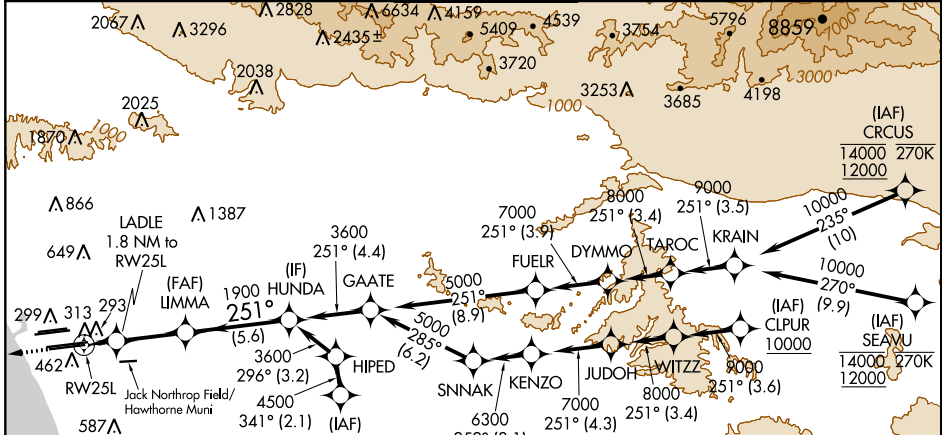 2067
3296
2828
6634
4159
2435±
5409
4539
3720
3754
5796
8859
7000
3000
2038
3253
3685
4198
1000
2025
1870
000
(IAF)
CRCUS
14000 270K
12000
866
1387
649
LADLE
1.8 NM to
RW25L
3600
251° (4.4)
7000
251° (3.9)
8000
251° (3.4)
9000
251° (3.5)
10000
235°
(10)
(FAF)
LIMMA
(IF)
HUNDA
GAATE
FUELR
DYMMO
TAROC
KRAIN
1900
251°
(5.6)
5000
251°
(8.9)
10000
270°
(9.9)
299
313
293
462
RW25L
Jack Northrop Field/
Hawthorne Muni
587
3600
296° (3.2)
HIPED
4500
341° (2.1)
(IAF)
5000
285°
(6.2)
SNNAK
KENZO
JUDOH
WITZZ
(IAF)
CLPUR
10000
(IAF)
SEAVU
14000 270K
12000
6300
7000
251° (4.3)
8000
251° (3.4)
9000
251° (3.6)